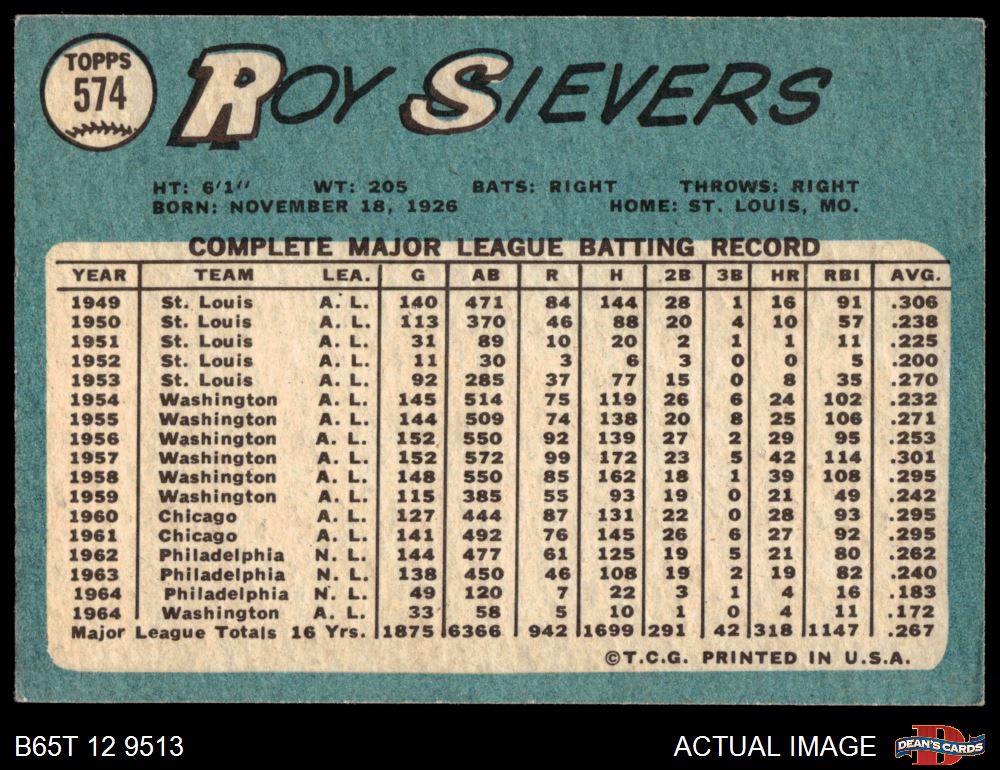 TOPPS
574
ROY SIEVERS
HT: 6'1" WT: 205 BATS: RIGHT THROWS: RIGHT
BORN: NOVEMBER 18, 1926 HOME: ST. LOUIS, MO.
COMPLETE MAJOR LEAGUE BATTING RECORD
YEAR TEAM LEA. G AB R H 2B 3B HR RBI AVG.
1949 St. Louis A. L. 140 471 84 144 28 1 16 91 .306
1950 St. Louis A. L. 113 370 46 88 20 4 10 57 .238
1951 St. Louis A. L. 31 89 10 20 2 1 1 11 .225
1952 St. Louis A. L. 11 30 3 6 3 0 0 5 .200
1953 St. Louis A. L. 92 285 37 77 15 0 8 35 .270
1954 Washington A. L. 145 514 75 119 26 6 24 102 .232
1955 Washington A. L. 144 509 74 138 20 8 25 106 .271
1956 Washington A. L. 152 550 92 139 27 2 29 95 .253
1957 Washington A. L. 152 572 99 172 23 5 42 114 .301
1958 Washington A. L. 148 550 85 162 18 1 39 108 .295
1959 Washington A. L. 115 385 55 93 19 0 21 49 .242
1960 Chicago A. L. 127 444 87 131 22 0 28 93 .295
1961 Chicago A. L. 141 492 76 145 26 6 27 92 .295
1962 Philadelphia N. L. 144 477 61 125 19 5 21 80 .262
1963 Philadelphia N. L. 138 450 46 108 19 2 19 82 .240
1964 Philadelphia N. L. 49 120 7 22 3 1 4 16 .183
1964 Washington A. L. 33 58 5 10 1 0 4 11 .172
Major League Totals 16 Yrs. 1875 6366 942 1699 291 42 318 1147 .267
©T.C.G. PRINTED IN U.S.A.
B65T 12 9513 ACTUAL IMAGE
D
DEAN'S CARDS